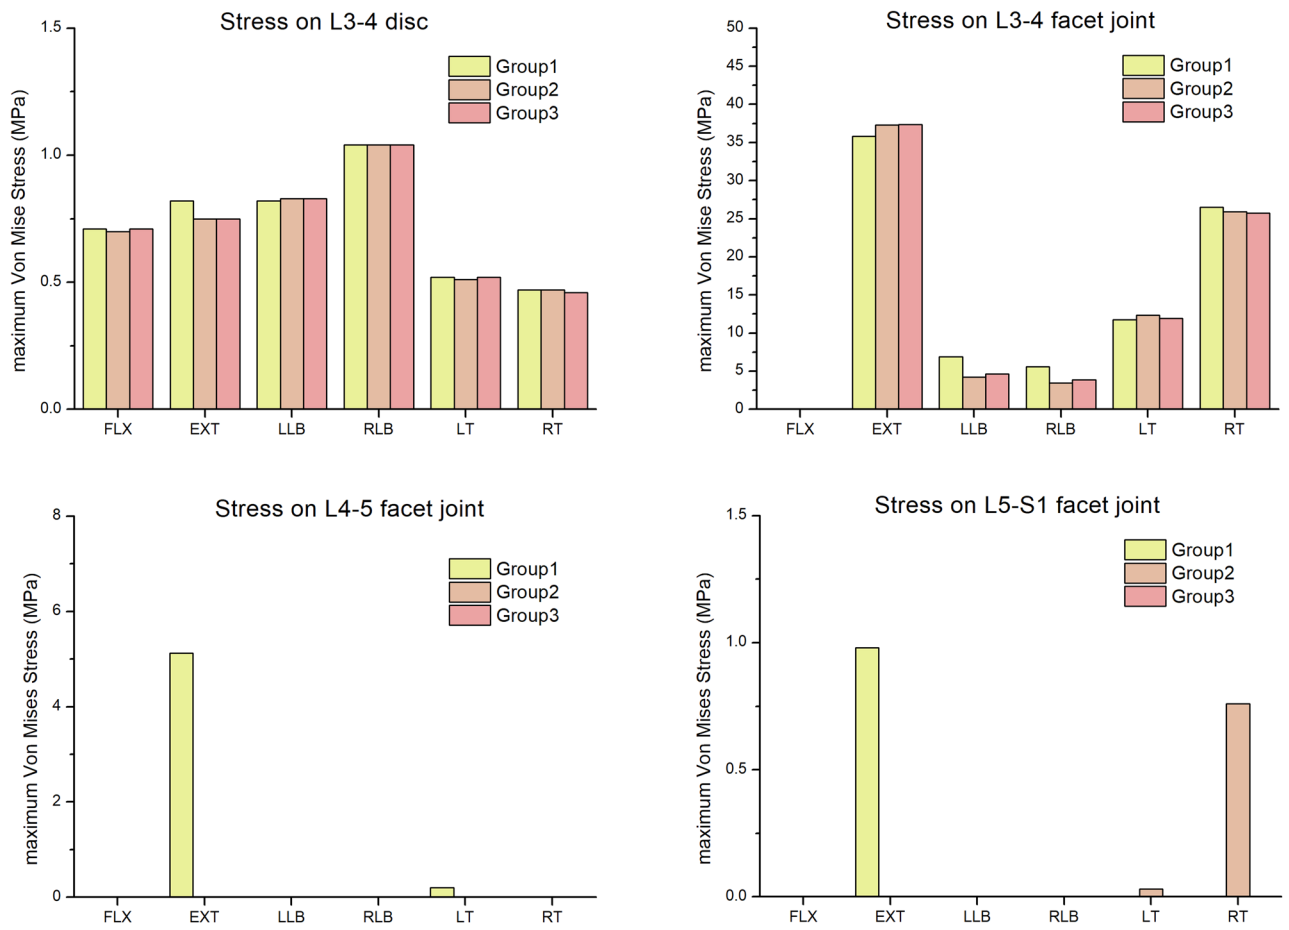 Stress on L3-4 disc
maximum Von Mise Stress (MPa)
1.5
1.0
0.5
0.0
Group1
Group2
Group3
FLX EXT LLB RLB LT RT
Stress on L3-4 facet joint
maximum Von Mise Stress (MPa)
50
45
40
35
30
25
20
15
10
5
0
Group1
Group2
Group3
FLX EXT LLB RLB LT RT
Stress on L4-5 facet joint
maximum Von Mises Stress (MPa)
8
6
4
2
0
Group1
Group2
Group3
FLX EXT LLB RLB LT RT
Stress on L5-S1 facet joint
maximum Von Mises Stress (MPa)
1.5
1.0
0.5
0.0
Group1
Group2
Group3
FLX EXT LLB RLB LT RT